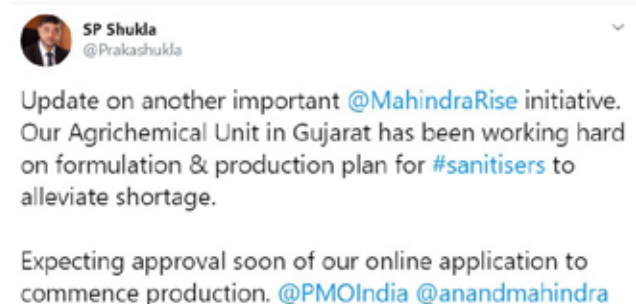 SP Shukla
@Prakashukla
Update on another important @MahindraRise initiative.
Our Agrichemical Unit in Gujarat has been working hard
on formulation & production plan for #sanitisers to
alleviate shortage.
Expecting approval soon of our online application to
commence production. @PMOIndia @anandmahindra